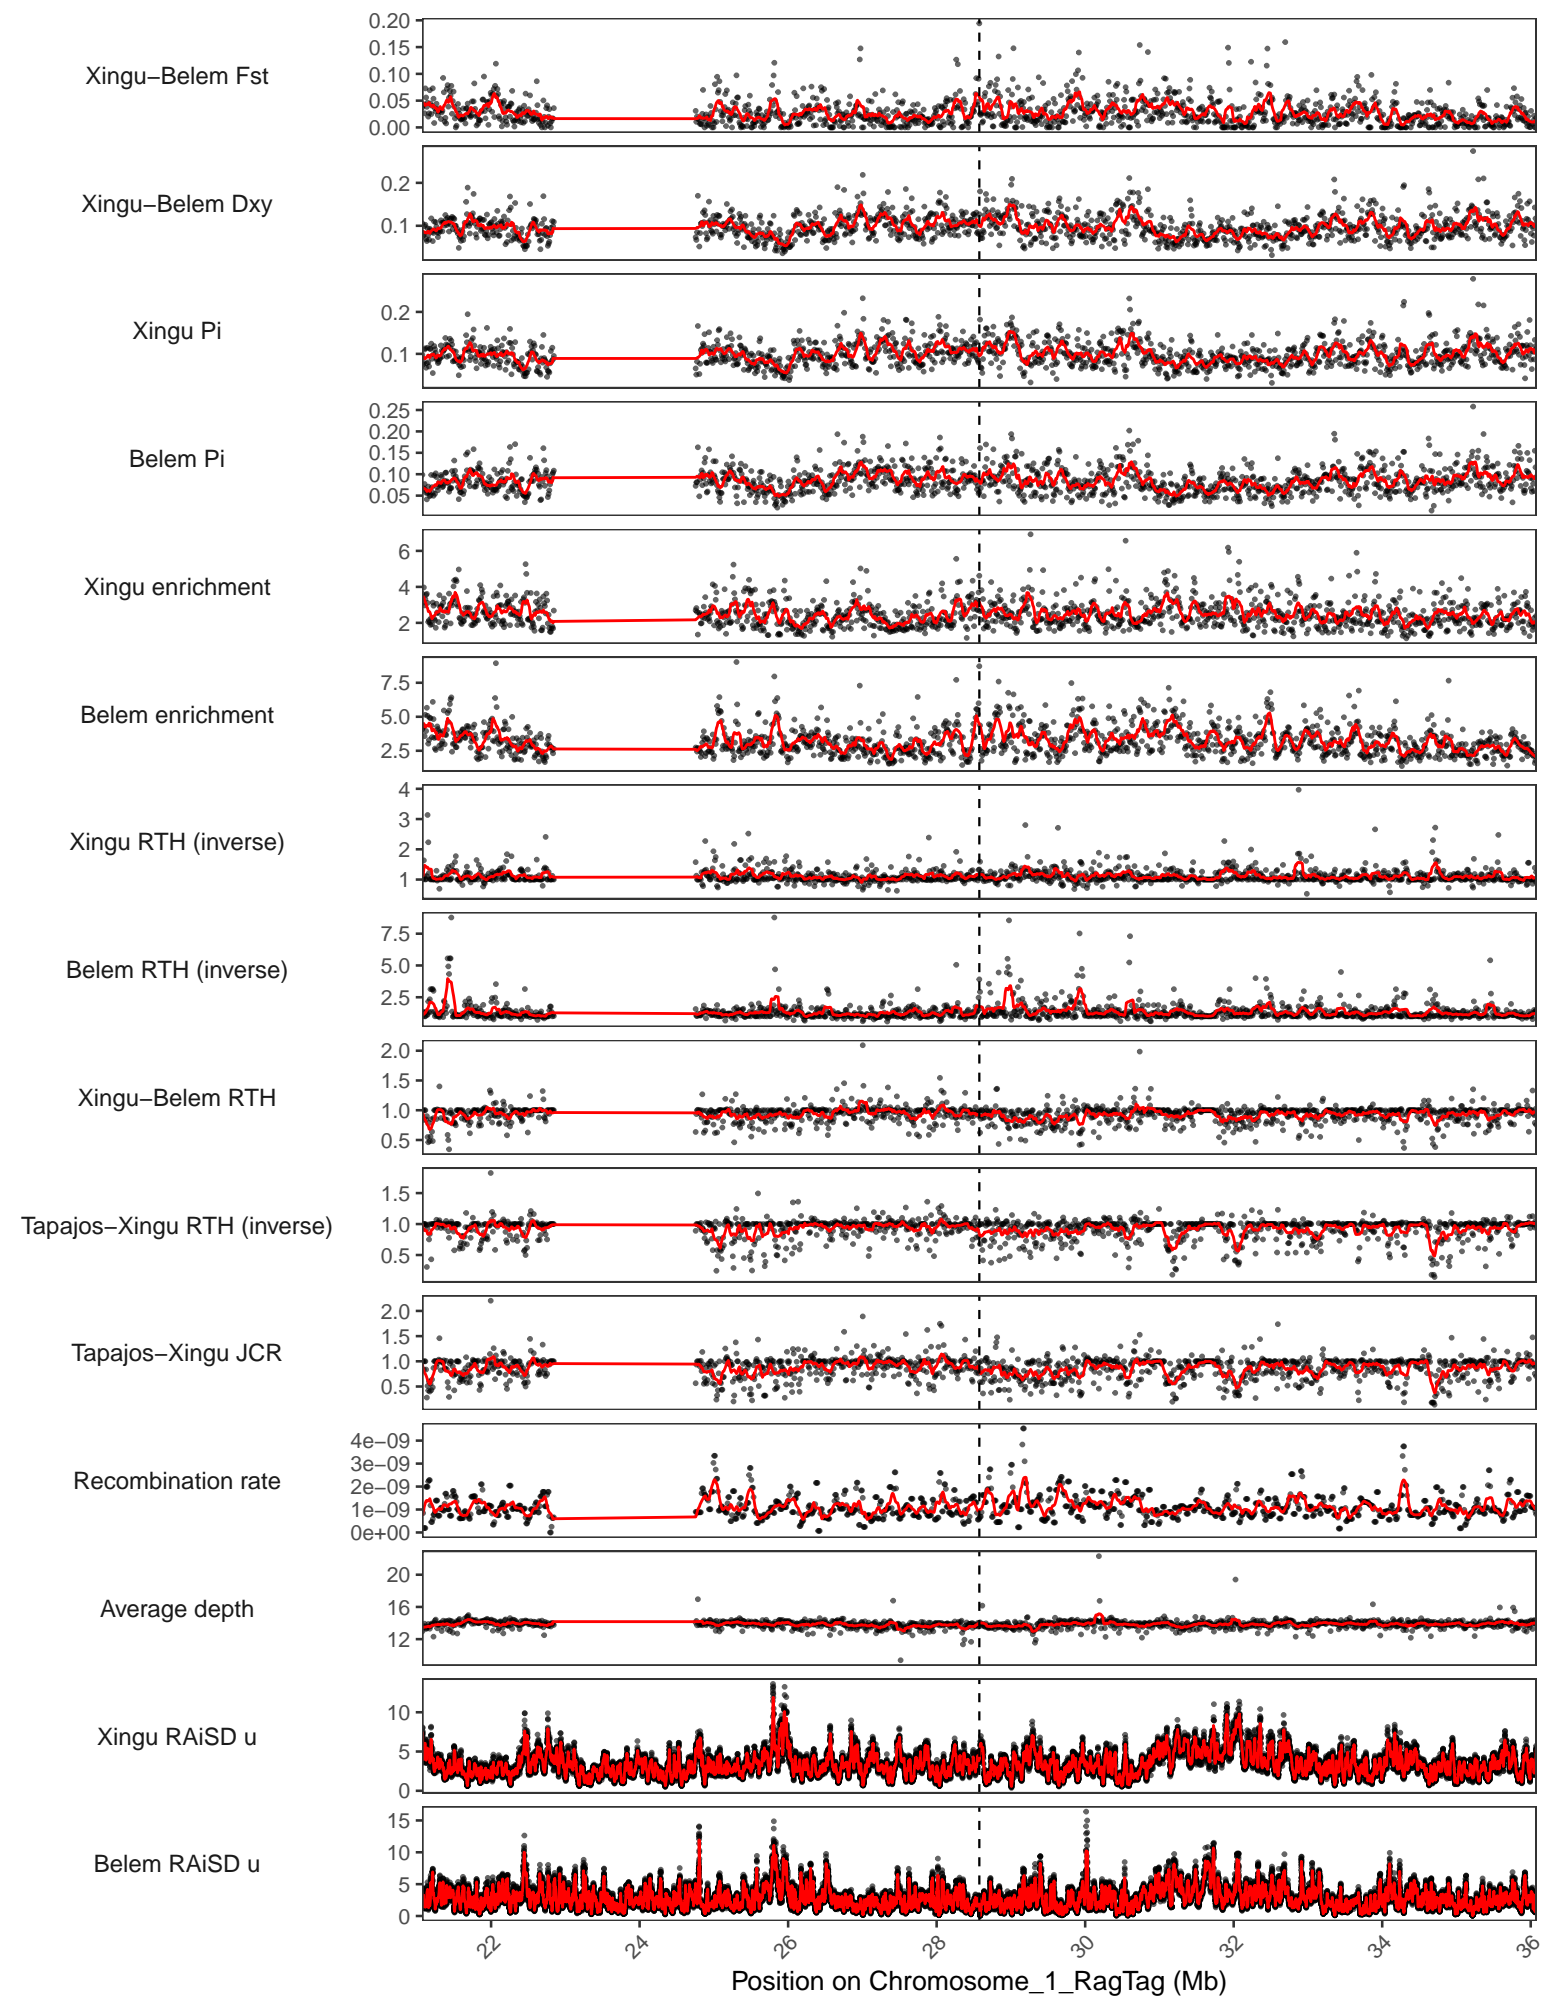 Xingu−Belem Fst
0.20
0.15
0.10
0.05
0.00
Xingu−Belem Dxy
0.2
0.1
Xingu Pi
0.2
0.1
Belem Pi
0.25
0.20
0.15
0.10
0.05
Xingu enrichment
6
4
2
Belem enrichment
7.5
5.0
2.5
Xingu RTH (inverse)
4
3
2
1
Belem RTH (inverse)
7.5
5.0
2.5
Xingu−Belem RTH
2.0
1.5
1.0
0.5
Tapajos−Xingu RTH (inverse)
1.5
1.0
0.5
Tapajos−Xingu JCR
2.0
1.5
1.0
0.5
Recombination rate
4e−09
3e−09
2e−09
1e−09
0e+00
Average depth
20
16
12
Xingu RAiSD u
10
5
0
Belem RAiSD u
15
10
5
0
22 24 26 28 30 32 34 36
Position on Chromosome_1_RagTag (Mb)